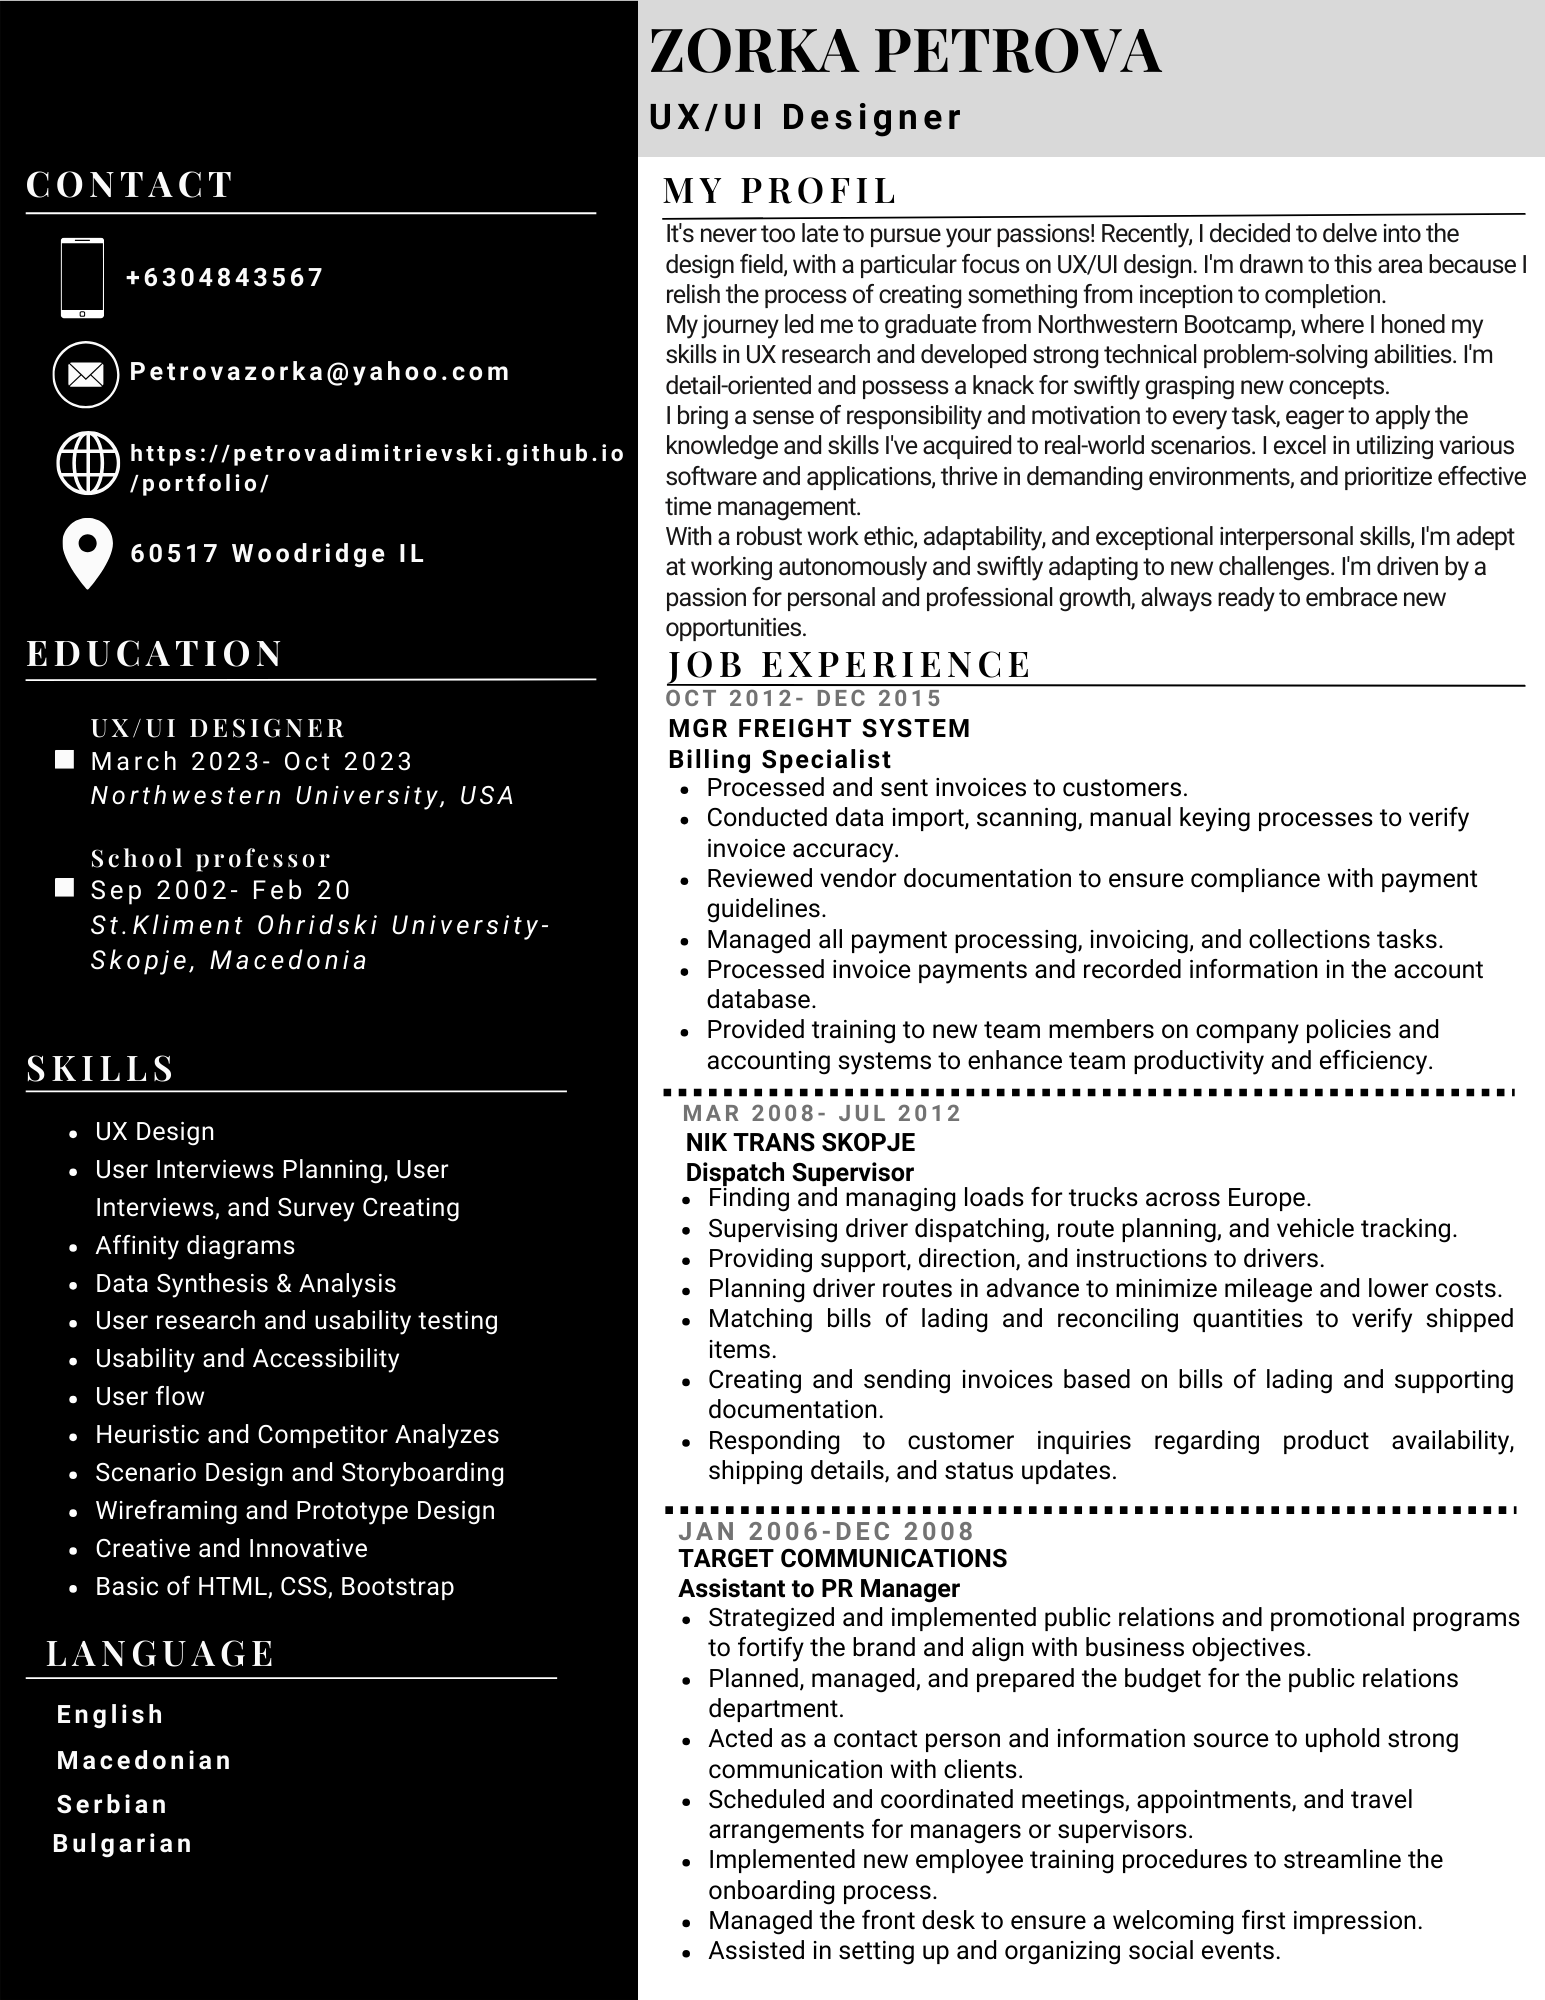 ZORKA PETROVA
UX/UI Designer
CONTACT
+6304843567
Petrovazorka@yahoo.com
https://petrovadimitrievski.github.io
/portfolio/
60517 Woodridge IL
EDUCATION
UX/UI DESIGNER
March 2023- Oct 2023
Northwestern University, USA
School professor
Sep 2002- Feb 20
St.Kliment Ohridski University-
Skopje, Macedonia
SKILLS
• UX Design
• User Interviews Planning, User
Interviews, and Survey Creating
• Affinity diagrams
• Data Synthesis & Analysis
• User research and usability testing
• Usability and Accessibility
• User flow
• Heuristic and Competitor Analyzes
• Scenario Design and Storyboarding
• Wireframing and Prototype Design
• Creative and Innovative
• Basic of HTML, CSS, Bootstrap
LANGUAGE
English
Macedonian
Serbian
Bulgarian
MY PROFIL
It's never too late to pursue your passions! Recently, I decided to delve into the
design field, with a particular focus on UX/UI design. I'm drawn to this area because I
relish the process of creating something from inception to completion.
My journey led me to graduate from Northwestern Bootcamp, where I honed my
skills in UX research and developed strong technical problem-solving abilities. I'm
detail-oriented and possess a knack for swiftly grasping new concepts.
I bring a sense of responsibility and motivation to every task, eager to apply the
knowledge and skills I've acquired to real-world scenarios. I excel in utilizing various
software and applications, thrive in demanding environments, and prioritize effective
time management.
With a robust work ethic, adaptability, and exceptional interpersonal skills, I'm adept
at working autonomously and swiftly adapting to new challenges. I'm driven by a
passion for personal and professional growth, always ready to embrace new
opportunities.
JOB EXPERIENCE
OCT 2012- DEC 2015
MGR FREIGHT SYSTEM
Billing Specialist
• Processed and sent invoices to customers.
• Conducted data import, scanning, manual keying processes to verify
invoice accuracy.
• Reviewed vendor documentation to ensure compliance with payment
guidelines.
• Managed all payment processing, invoicing, and collections tasks.
• Processed invoice payments and recorded information in the account
database.
• Provided training to new team members on company policies and
accounting systems to enhance team productivity and efficiency.
MAR 2008- JUL 2012
NIK TRANS SKOPJE
Dispatch Supervisor
• Finding and managing loads for trucks across Europe.
• Supervising driver dispatching, route planning, and vehicle tracking.
• Providing support, direction, and instructions to drivers.
• Planning driver routes in advance to minimize mileage and lower costs.
• Matching bills of lading and reconciling quantities to verify shipped
items.
• Creating and sending invoices based on bills of lading and supporting
documentation.
• Responding to customer inquiries regarding product availability,
shipping details, and status updates.
JAN 2006-DEC 2008
TARGET COMMUNICATIONS
Assistant to PR Manager
• Strategized and implemented public relations and promotional programs
to fortify the brand and align with business objectives.
• Planned, managed, and prepared the budget for the public relations
department.
• Acted as a contact person and information source to uphold strong
communication with clients.
• Scheduled and coordinated meetings, appointments, and travel
arrangements for managers or supervisors.
• Implemented new employee training procedures to streamline the
onboarding process.
• Managed the front desk to ensure a welcoming first impression.
• Assisted in setting up and organizing social events.